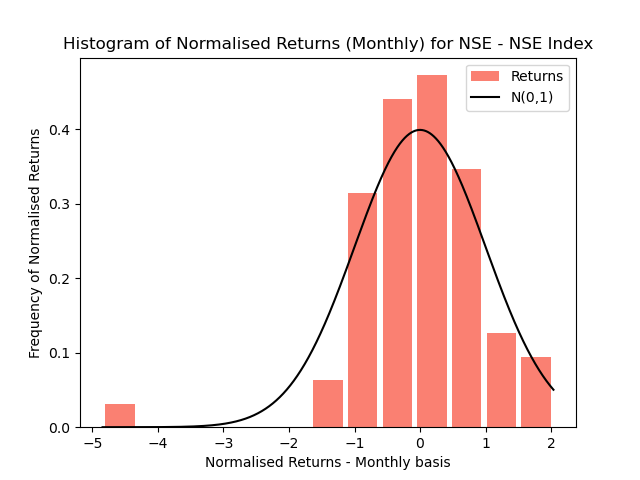 Histogram of Normalised Returns (Monthly) for NSE - NSE Index
Returns
N(0,1)
Frequency of Normalised Returns
0.4
0.3
0.2
0.1
0.0
−5 −4 −3 −2 −1 0 1 2
Normalised Returns - Monthly basis